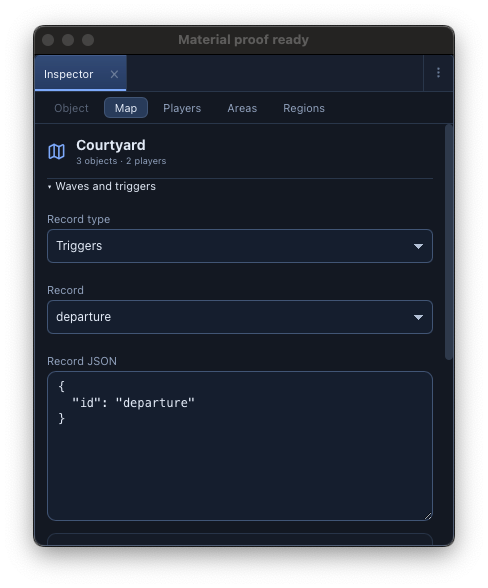 Material proof ready
Inspector
Object Map Players Areas Regions
Courtyard
3 objects · 2 players
Waves and triggers
Record type
Triggers
Record
departure
Record JSON
{
  "id": "departure"
}